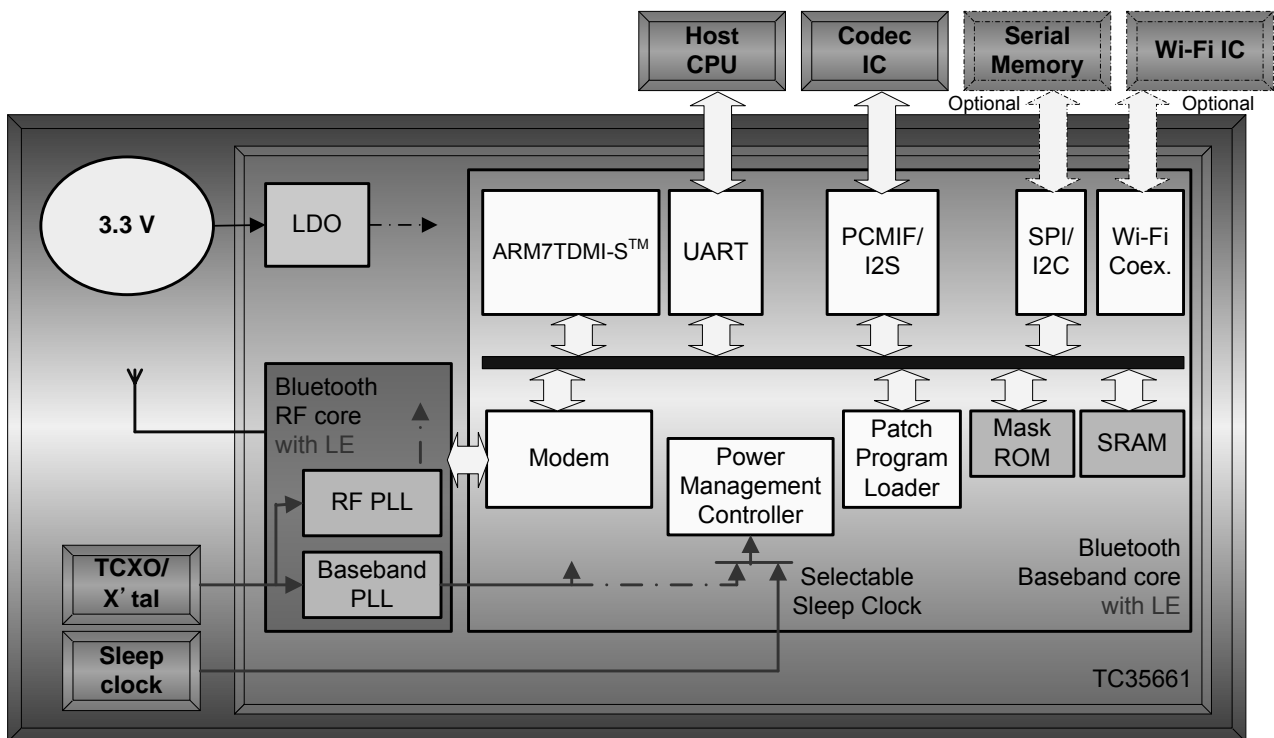 Host
CPU
Codec
IC
Serial
Memory
Wi-Fi IC
Optional
Optional
3.3 V
LDO
ARM7TDMI-S™
UART
PCMIF/
I2S
SPI/
I2C
Wi-Fi
Coex.
Bluetooth
RF core
with LE
Modem
Power
Management
Controller
Patch
Program
Loader
Mask
ROM
SRAM
RF PLL
Baseband
PLL
TCXO/
X' tal
Sleep
clock
Selectable
Sleep Clock
Bluetooth
Baseband core
with LE
TC35661